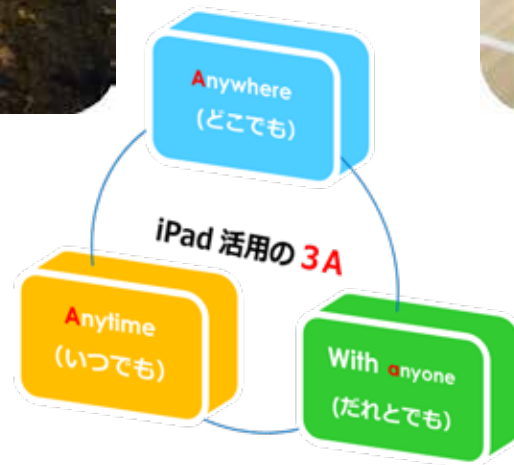 Anywhere
(どこでも)
iPad 活用の 3A
Anytime
(いつでも)
With anyone
(だれとでも)